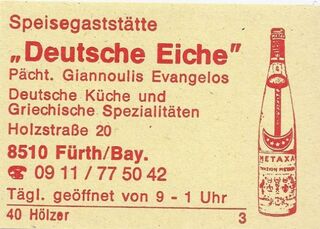 Speisegaststätte
„Deutsche Eiche”
Pächt. Giannoulis Evangelos
Deutsche Küche und
Griechische Spezialitäten
Holzstraße 20
8510 Fürth/Bay.
☎ 09 11 / 77 50 42
Tägl. geöffnet von 9 - 1 Uhr
40 Hölzer 3
METAXA